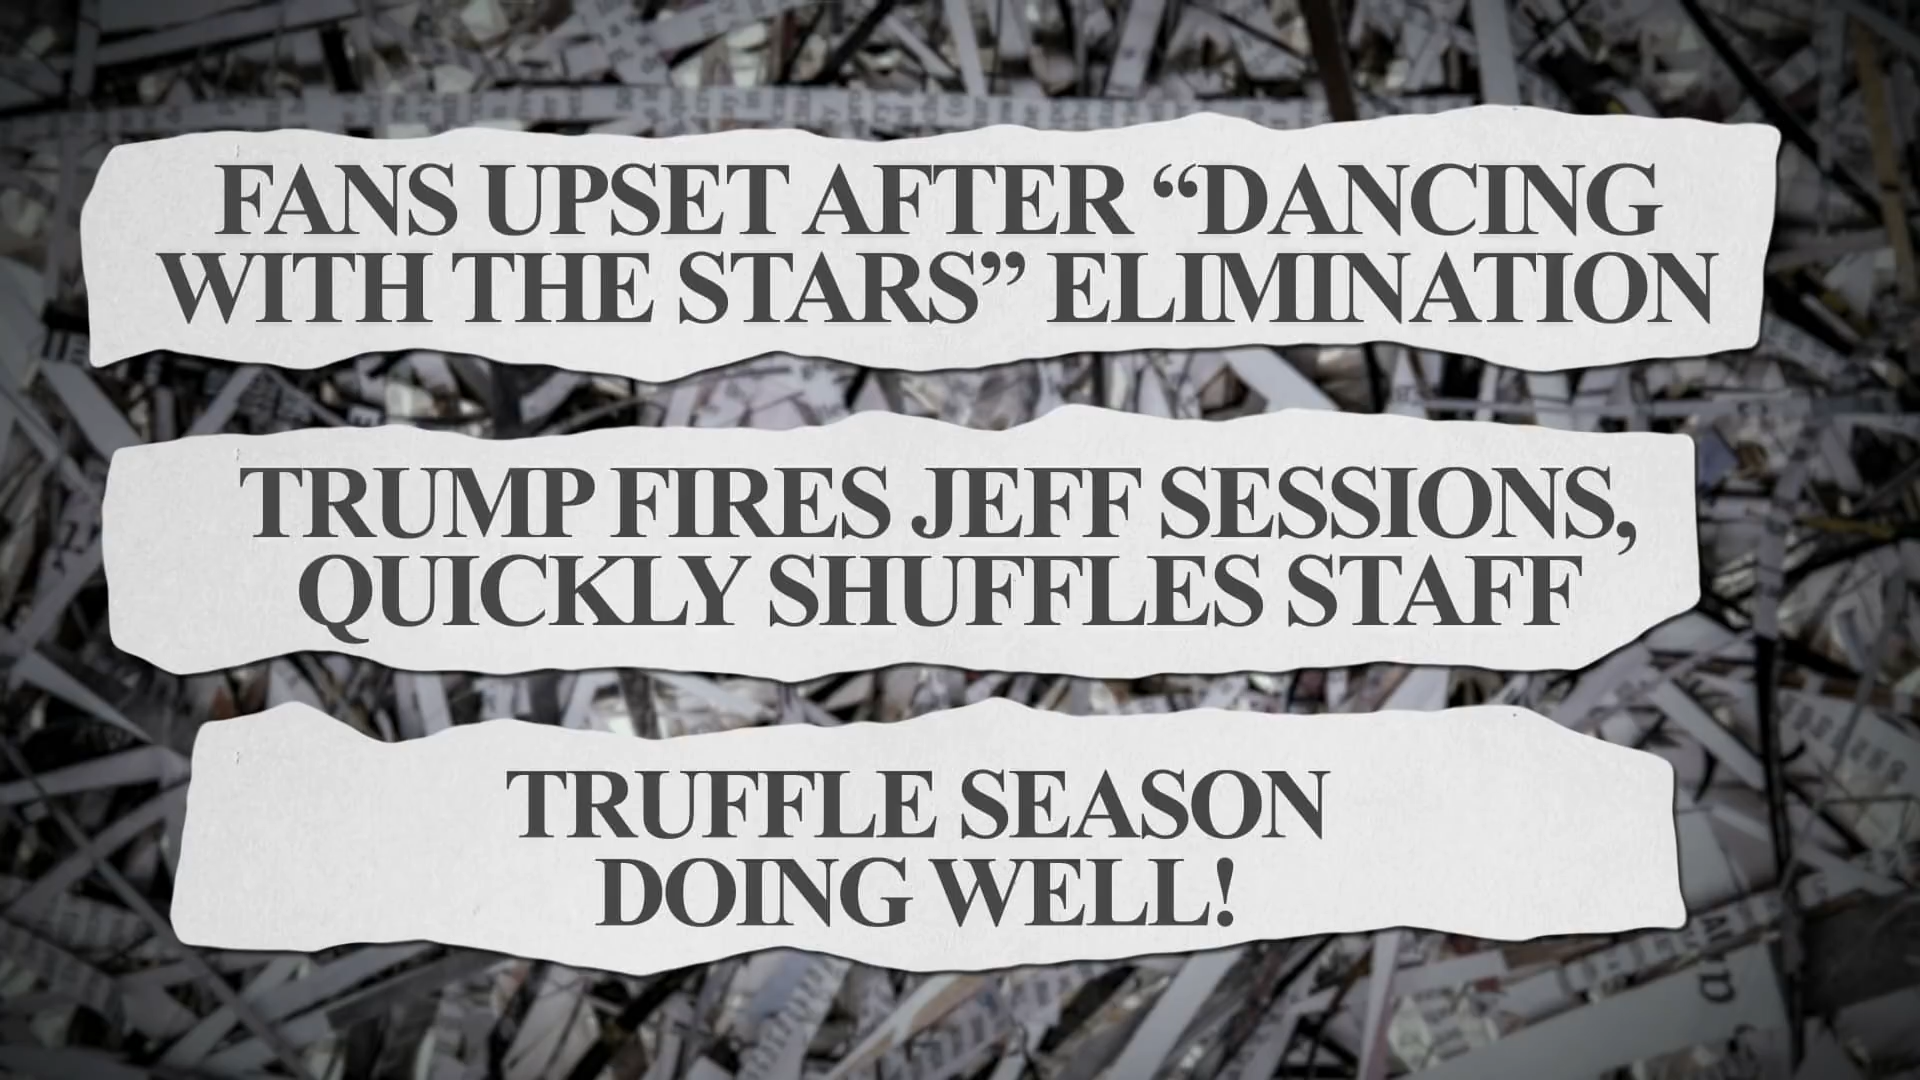 FANS UPSET AFTER “DANCING
WITH THE STARS” ELIMINATION
TRUMP FIRES JEFF SESSIONS,
QUICKLY SHUFFLES STAFF
TRUFFLE SEASON
DOING WELL!